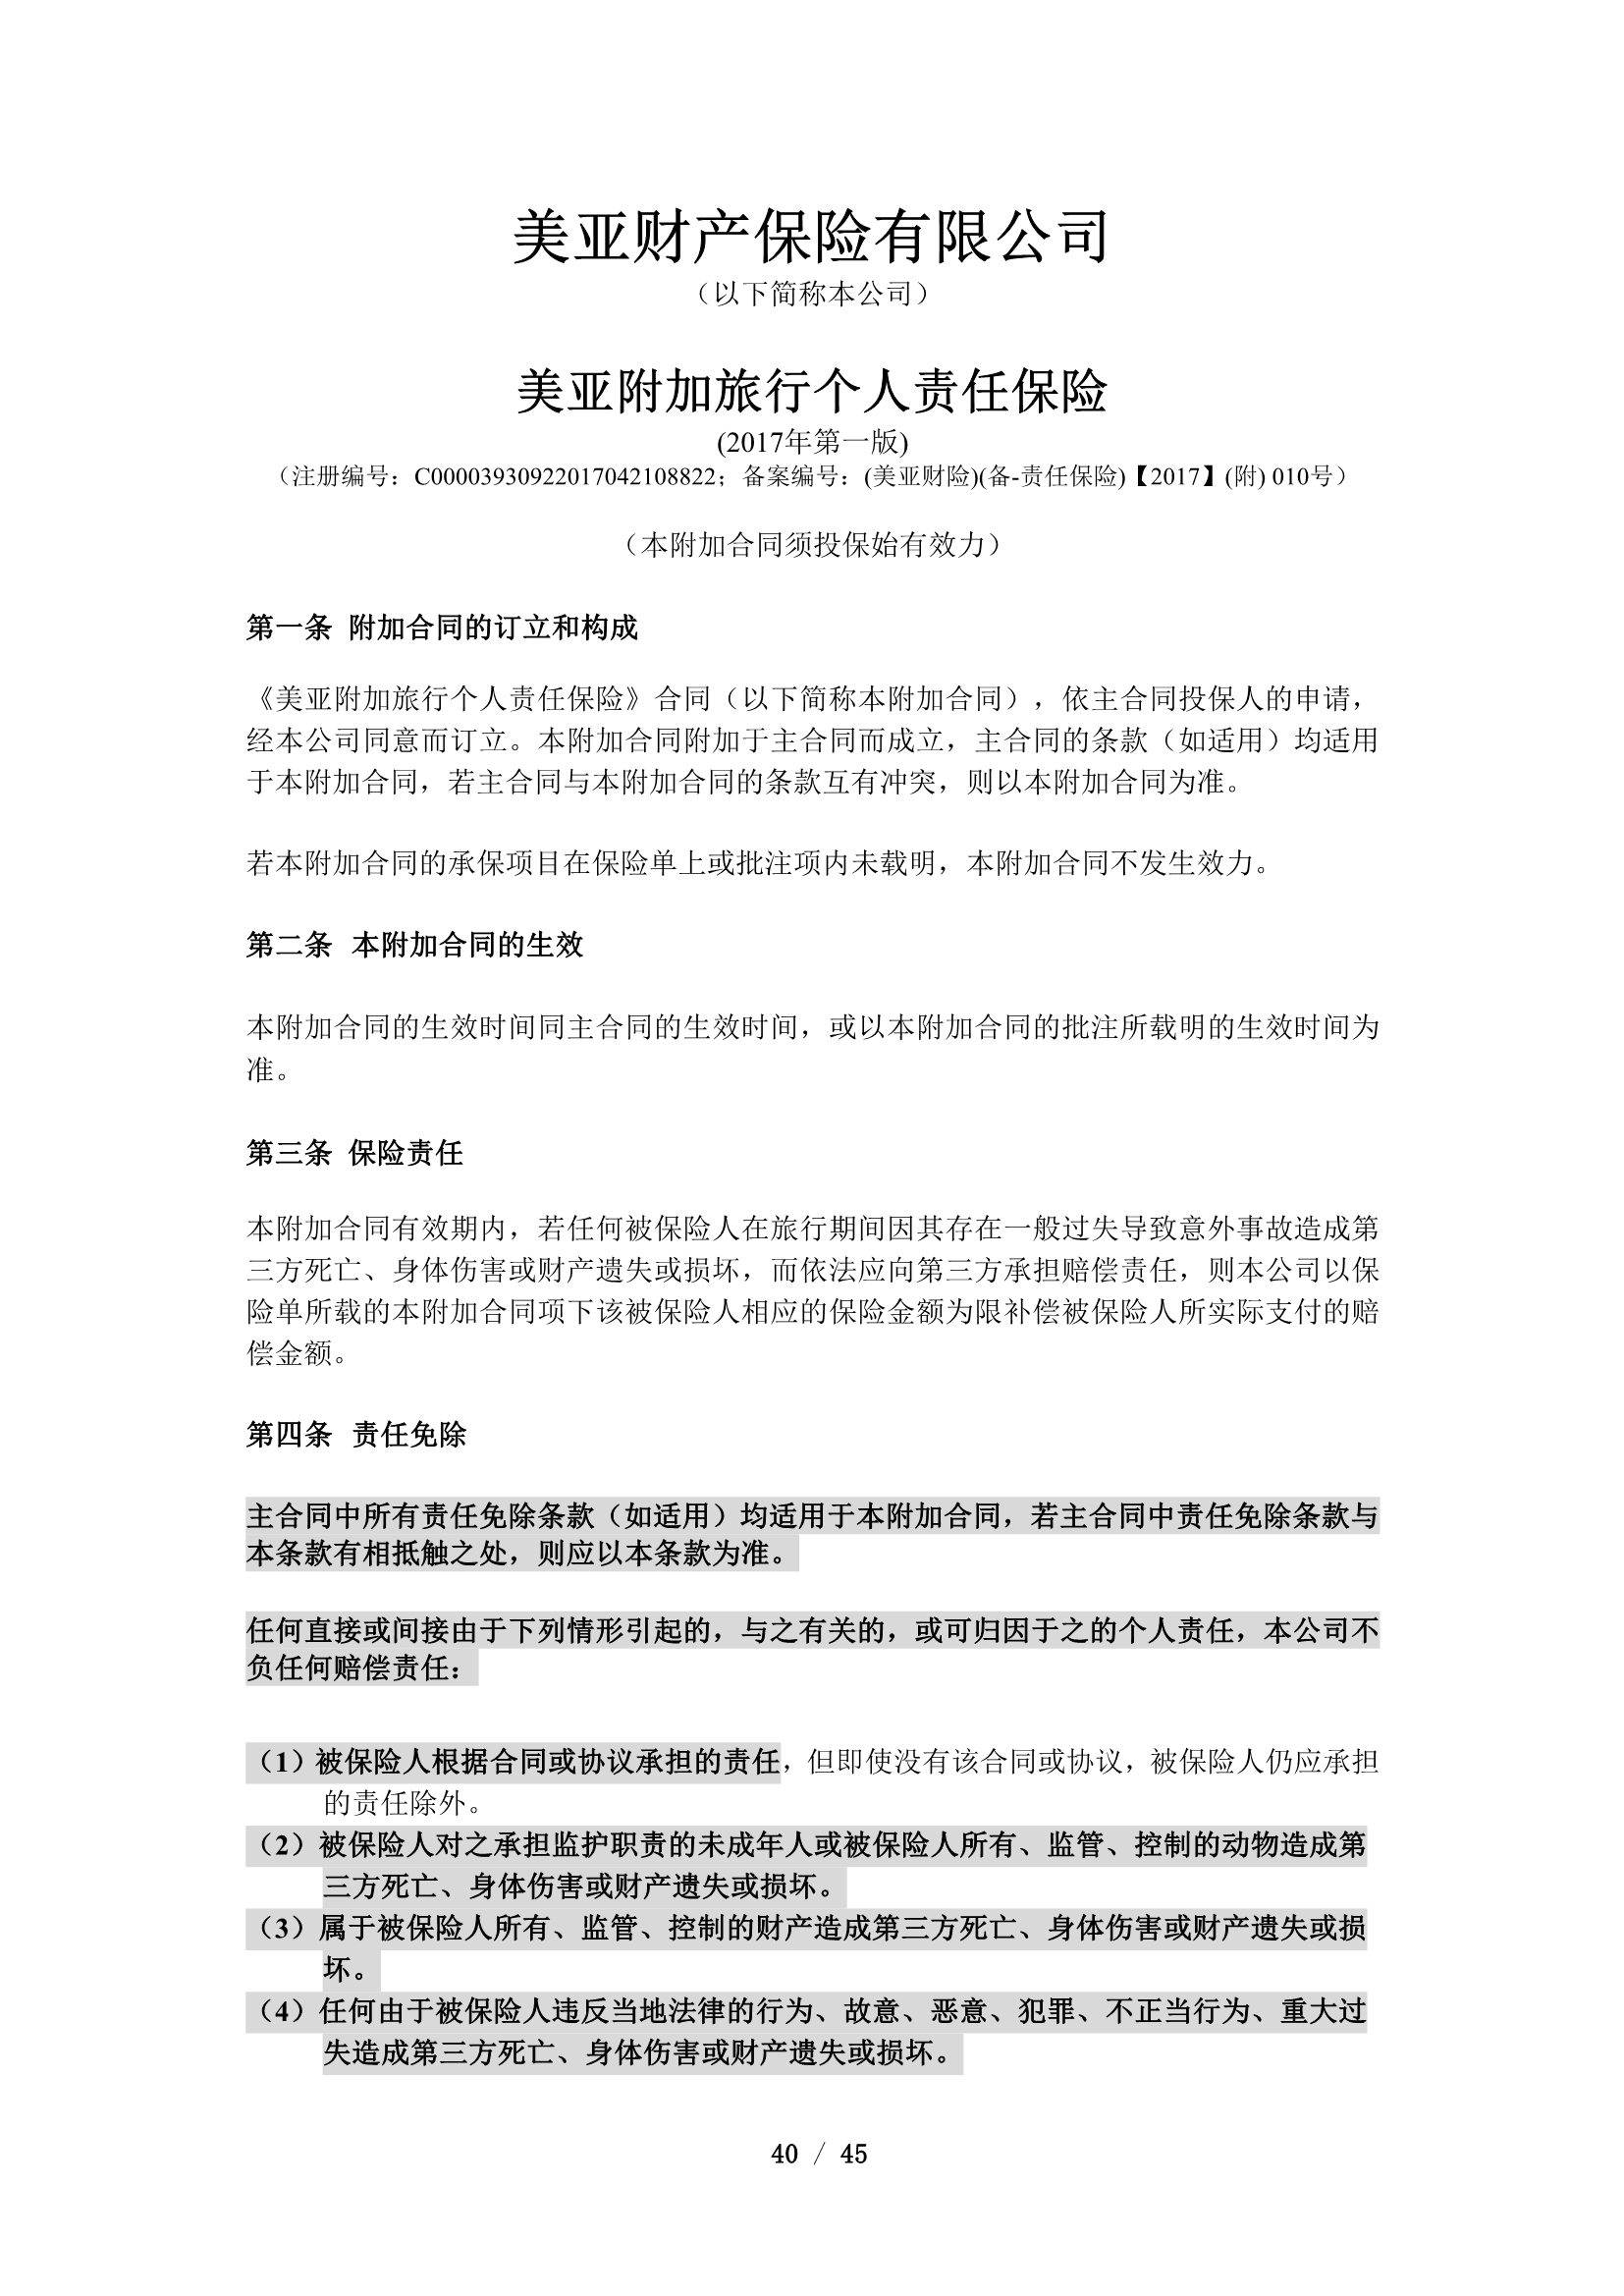 美亚财产保险有限公司
（以下简称本公司）
美亚附加旅行个人责任保险
(2017年第一版)
（注册编号：C00003930922017042108822；备案编号：(美亚财险)(备-责任保险)【2017】(附) 010号）
（本附加合同须投保始有效力）
第一条 附加合同的订立和构成
《美亚附加旅行个人责任保险》合同（以下简称本附加合同），依主合同投保人的申请，
经本公司同意而订立。本附加合同附加于主合同而成立，主合同的条款（如适用）均适用
于本附加合同，若主合同与本附加合同的条款互有冲突，则以本附加合同为准。
若本附加合同的承保项目在保险单上或批注项内未载明，本附加合同不发生效力。
第二条 本附加合同的生效
本附加合同的生效时间同主合同的生效时间，或以本附加合同的批注所载明的生效时间为
准。
第三条 保险责任
本附加合同有效期内，若任何被保险人在旅行期间因其存在一般过失导致意外事故造成第
三方死亡、身体伤害或财产遗失或损坏，而依法应向第三方承担赔偿责任，则本公司以保
险单所载的本附加合同项下该被保险人相应的保险金额为限补偿被保险人所实际支付的赔
偿金额。
第四条 责任免除
主合同中所有责任免除条款（如适用）均适用于本附加合同，若主合同中责任免除条款与
本条款有相抵触之处，则应以本条款为准。
任何直接或间接由于下列情形引起的，与之有关的，或可归因于之的个人责任，本公司不
负任何赔偿责任：
（1）被保险人根据合同或协议承担的责任，但即使没有该合同或协议，被保险人仍应承担
的责任除外。
（2）被保险人对之承担监护职责的未成年人或被保险人所有、监管、控制的动物造成第
三方死亡、身体伤害或财产遗失或损坏。
（3）属于被保险人所有、监管、控制的财产造成第三方死亡、身体伤害或财产遗失或损
坏。
（4）任何由于被保险人违反当地法律的行为、故意、恶意、犯罪、不正当行为、重大过
失造成第三方死亡、身体伤害或财产遗失或损坏。
40 / 45